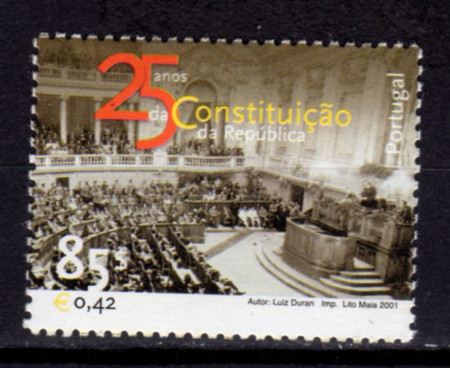 25 anos
da Constituição
da República
Portugal
85$
€0,42
Autor: Luiz Duran Imp. Lito Maia 2001